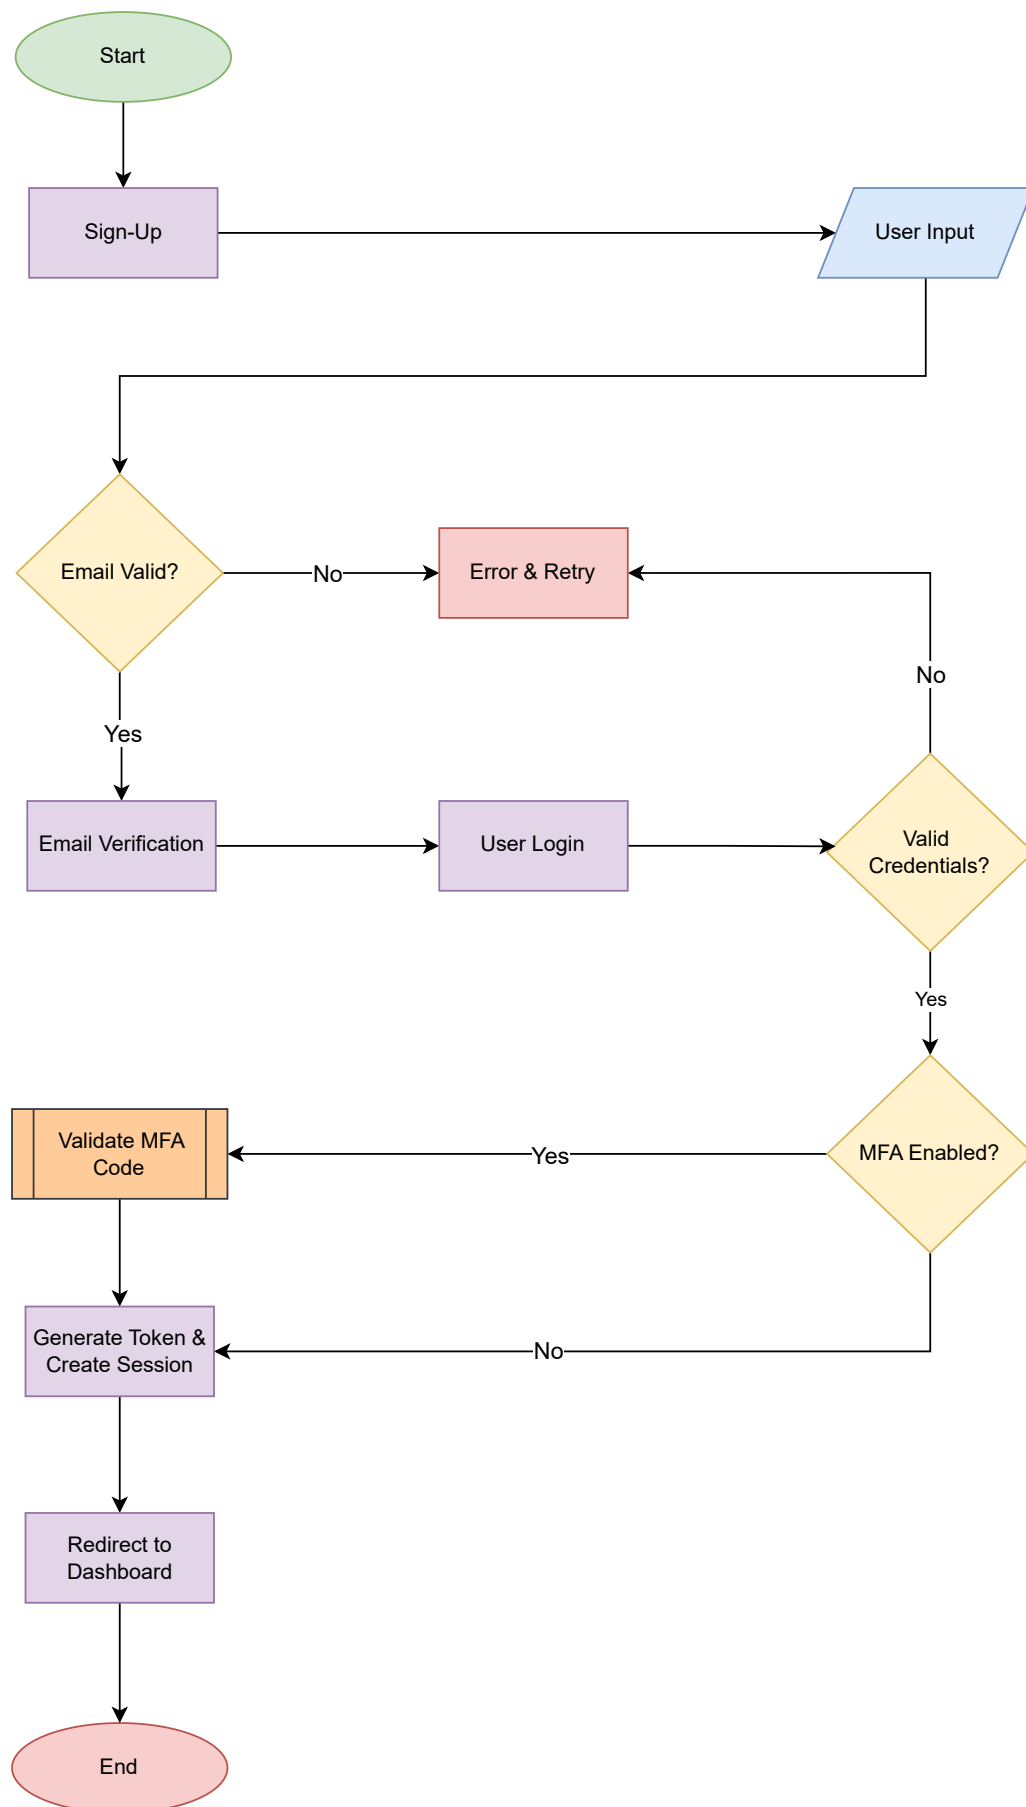 Start
Sign-Up
User Input
Email Valid?
No
Error & Retry
No
Yes
Email Verification
User Login
Valid
Credentials?
Yes
Validate MFA
Code
Yes
MFA Enabled?
Generate Token &
Create Session
No
Redirect to
Dashboard
End